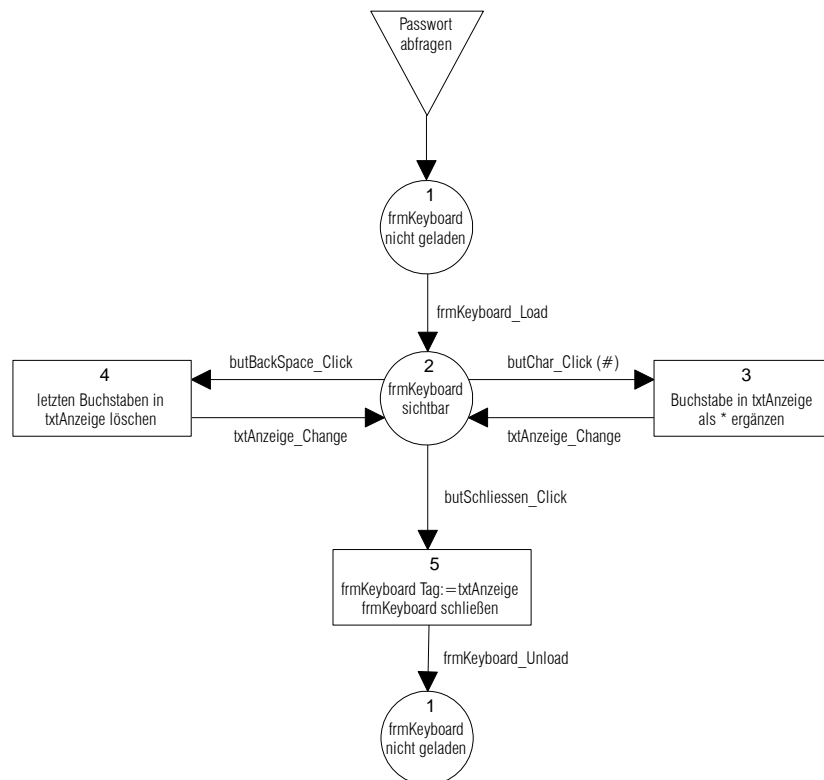 Passwort
abfragen
1
frmKeyboard
nicht geladen
frmKeyboard_Load
butBackSpace_Click
butChar_Click (#)
4
letzten Buchstaben in
txtAnzeige löschen
2
frmKeyboard
sichtbar
3
Buchstabe in txtAnzeige
als * ergänzen
txtAnzeige_Change
txtAnzeige_Change
butSchliessen_Click
5
frmKeyboard Tag:=txtAnzeige
frmKeyboard schließen
frmKeyboard_Unload
1
frmKeyboard
nicht geladen